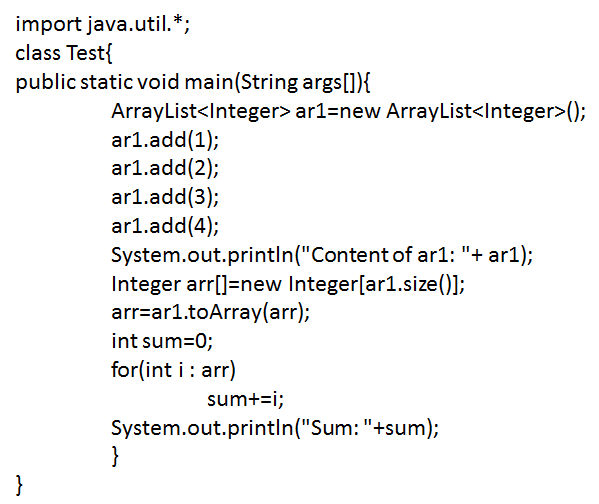 import java.util.*;
class Test{
public static void main(String args[]){
ArrayList<Integer> ar1=new ArrayList<Integer>();
ar1.add(1);
ar1.add(2);
ar1.add(3);
ar1.add(4);
System.out.println("Content of ar1: "+ ar1);
Integer arr[]=new Integer[ar1.size()];
arr=ar1.toArray(arr);
int sum=0;
for(int i : arr)
sum+=i;
System.out.println("Sum: "+sum);
}
}